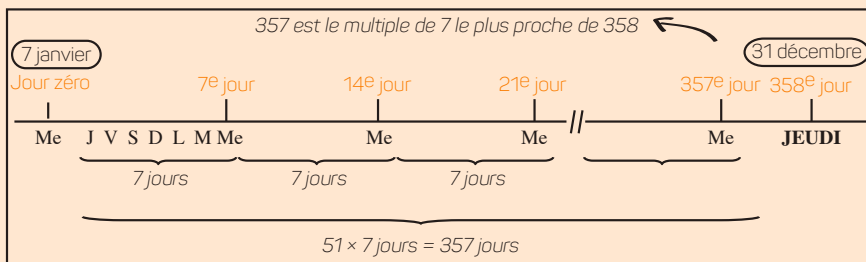 357 est le multiple de 7 le plus proche de 358
7 janvier
31 décembre
Jour zéro 7e jour 14e jour 21e jour 357e jour 358e jour
Me J V S D L M Me Me Me Me JEUDI
7 jours 7 jours 7 jours
51 × 7 jours = 357 jours